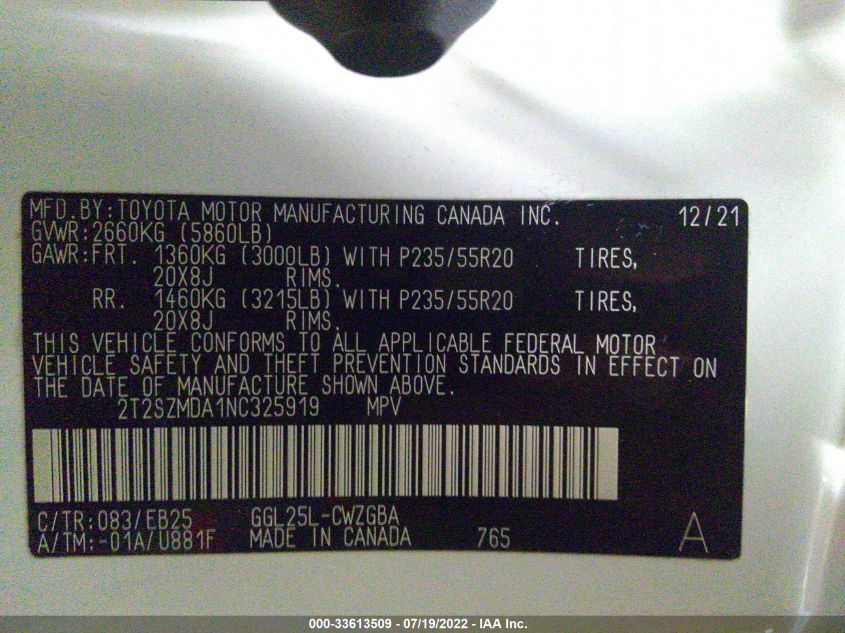 MFD.BY:TOYOTA MOTOR MANUFACTURING CANADA INC. 12/21
GVWR:2660KG (5860LB)
GAWR:FRT. 1360KG (3000LB) WITH P235/55R20 TIRES,
20X8J RIMS.
RR. 1460KG (3215LB) WITH P235/55R20 TIRES,
20X8J RIMS.
THIS VEHICLE CONFORMS TO ALL APPLICABLE FEDERAL MOTOR
VEHICLE SAFETY AND THEFT PREVENTION STANDARDS IN EFFECT ON
THE DATE OF MANUFACTURE SHOWN ABOVE.
2T2SZMDA1NC325919 MPV
C/TR:083/EB25 GGL25L-CWZGBA
A/TM:-01A/U881F MADE IN CANADA 765 A
000-33613509 - 07/19/2022 - IAA Inc.